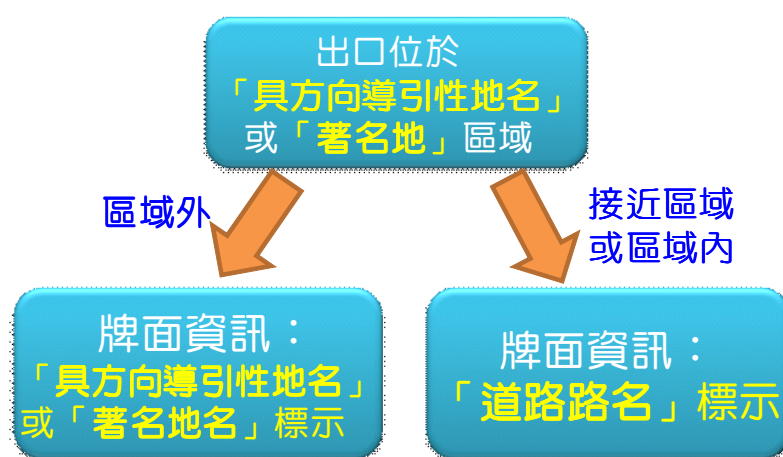 出口位於
「具方向導引性地名」
或「著名地」區域
區域外
接近區域
或區域內
牌面資訊：
「具方向導引性地名」
或「著名地名」標示
牌面資訊：
「道路路名」標示